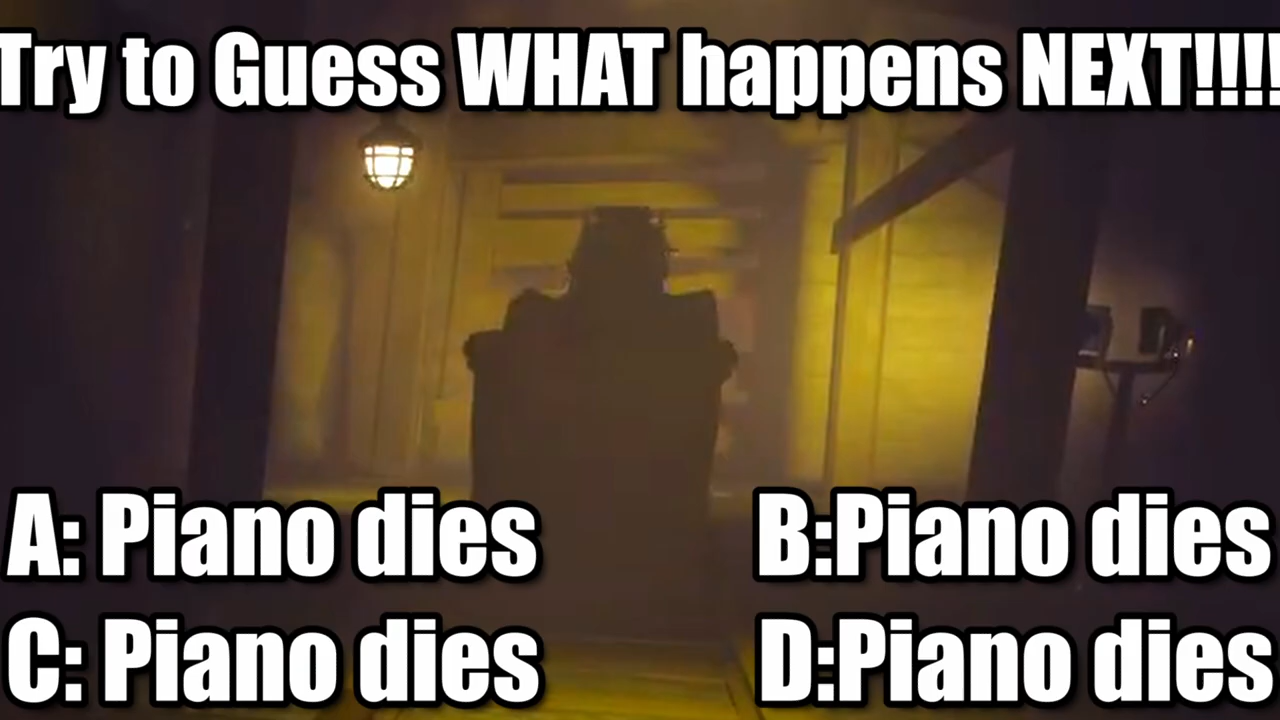 Try to Guess WHAT happens NEXT!!!!
A: Piano dies
B:Piano dies
C: Piano dies
D:Piano dies